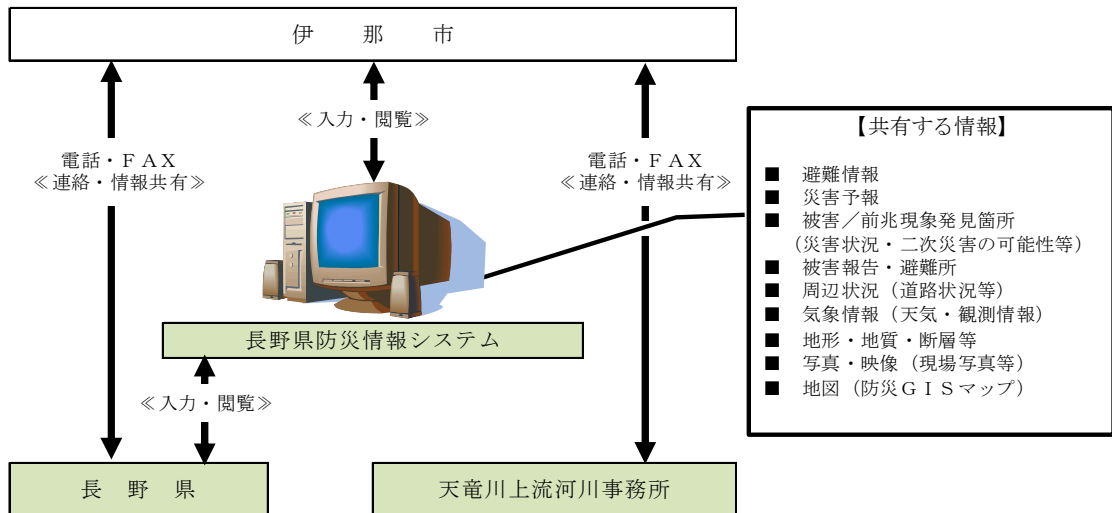 伊 那 市
≪入力・閲覧≫
電話・ＦＡＸ
≪連絡・情報共有≫
電話・ＦＡＸ
≪連絡・情報共有≫
長野県防災情報システム
≪入力・閲覧≫
長 野 県
天竜川上流河川事務所
【共有する情報】
■ 避難情報
■ 災害予報
■ 被害／前兆現象発見箇所
（災害状況・二次災害の可能性等）
■ 被害報告・避難所
■ 周辺状況（道路状況等）
■ 気象情報（天気・観測情報）
■ 地形・地質・断層等
■ 写真・映像（現場写真等）
■ 地図（防災ＧＩＳマップ）